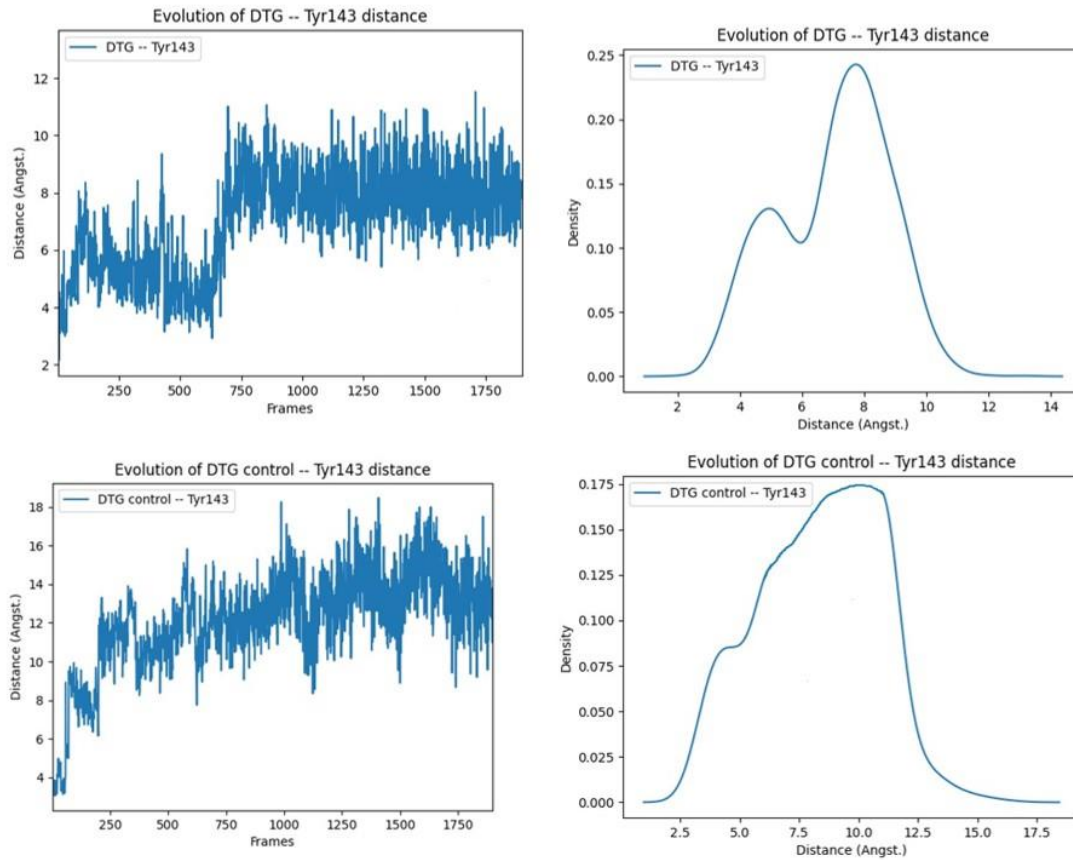 Evolution of DTG -- Tyr143 distance
DTG -- Tyr143
Distance (Angst.)
12
10
8
6
4
2
250 500 750 1000 1250 1500 1750
Frames
Evolution of DTG -- Tyr143 distance
DTG -- Tyr143
Density
0.25
0.20
0.15
0.10
0.05
0.00
2 4 6 8 10 12 14
Distance (Angst.)
Evolution of DTG control -- Tyr143 distance
DTG control -- Tyr143
Distance (Angst.)
18
16
14
12
10
8
6
4
250 500 750 1000 1250 1500 1750
Frames
Evolution of DTG control -- Tyr143 distance
DTG control -- Tyr143
Density
0.175
0.150
0.125
0.100
0.075
0.050
0.025
0.000
2.5 5.0 7.5 10.0 12.5 15.0 17.5
Distance (Angst.)